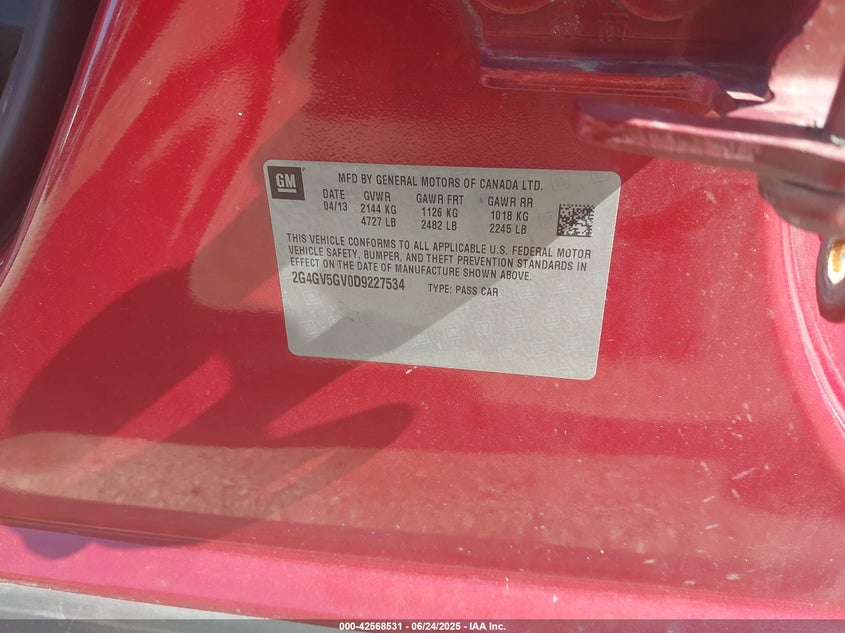 GM
MFD BY GENERAL MOTORS OF CANADA LTD.
DATE GVWR GAWR FRT GAWR RR
04/13 2144 KG 1126 KG 1018 KG
4727 LB 2482 LB 2245 LB
THIS VEHICLE CONFORMS TO ALL APPLICABLE U.S. FEDERAL MOTOR
VEHICLE SAFETY, BUMPER, AND THEFT PREVENTION STANDARDS IN
EFFECT ON THE DATE OF MANUFACTURE SHOWN ABOVE.
2G4GV5GV0D9227534 TYPE: PASS CAR
000-42568531 - 06/24/2025 - IAA Inc.